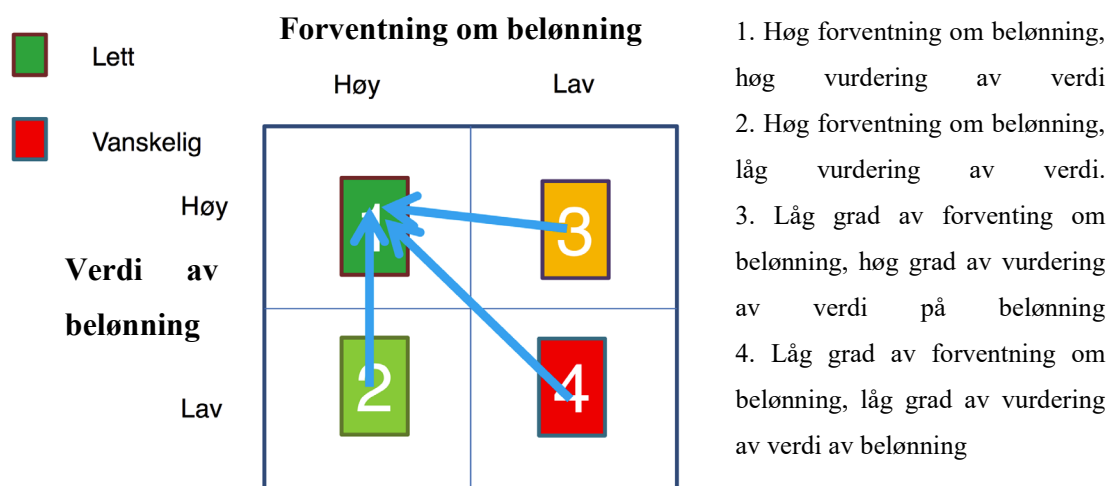 Lett
Vanskelig
Forventning om belønning
Høy
Lav
Høy
Verdi av
belønning
Lav
1
3
2
4
1. Høg forventning om belønning,
høg vurdering av verdi
2. Høg forventning om belønning,
låg vurdering av verdi.
3. Låg grad av forventing om
belønning, høg grad av vurdering
av verdi på belønning
4. Låg grad av forventning om
belønning, låg grad av vurdering
av verdi av belønning